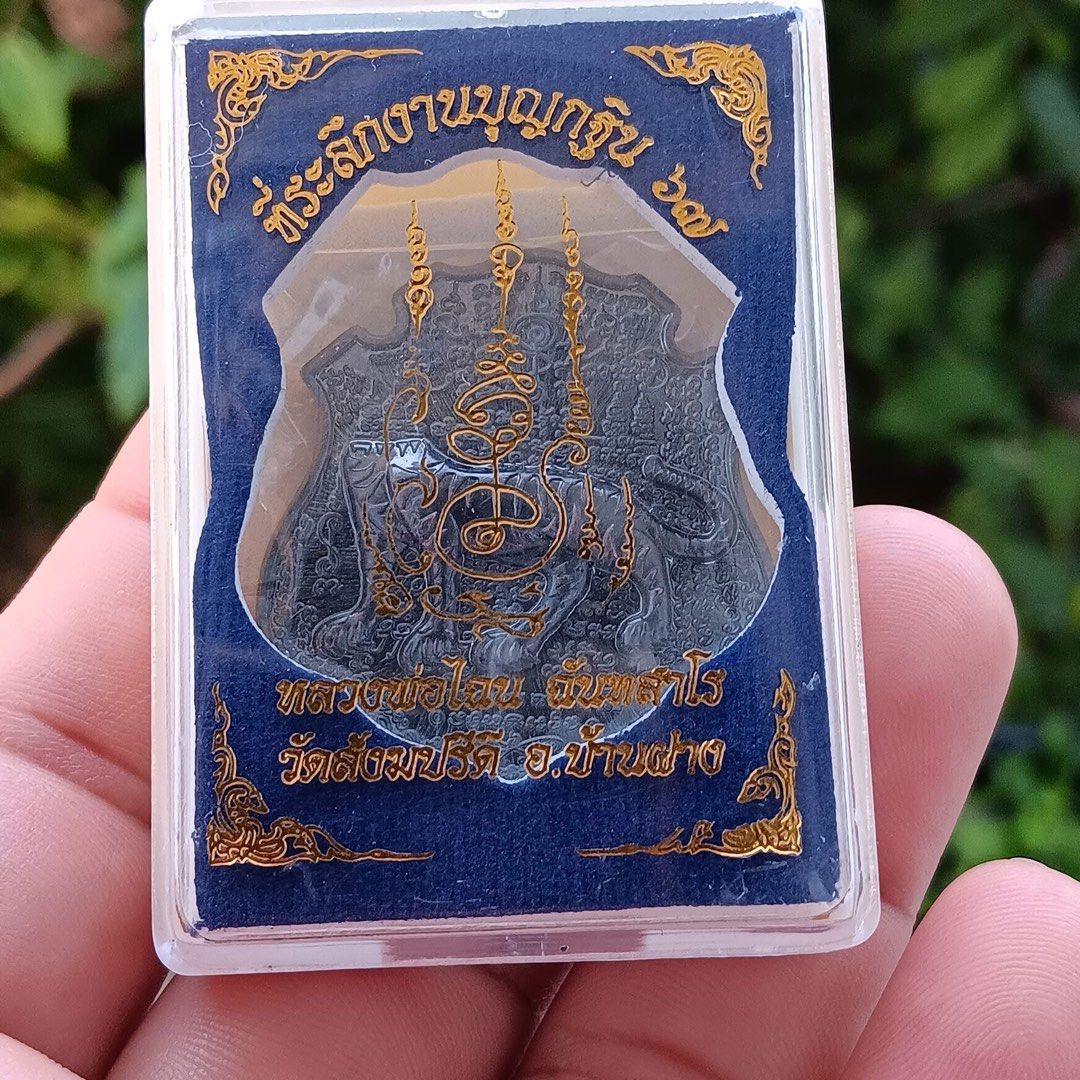 ที่ระลึกงานบุญกฐิน ๖๗
หลวงพ่อไฉน ฉันทสาโร
วัดสังฆปรีดี อ.บ้านฝาง